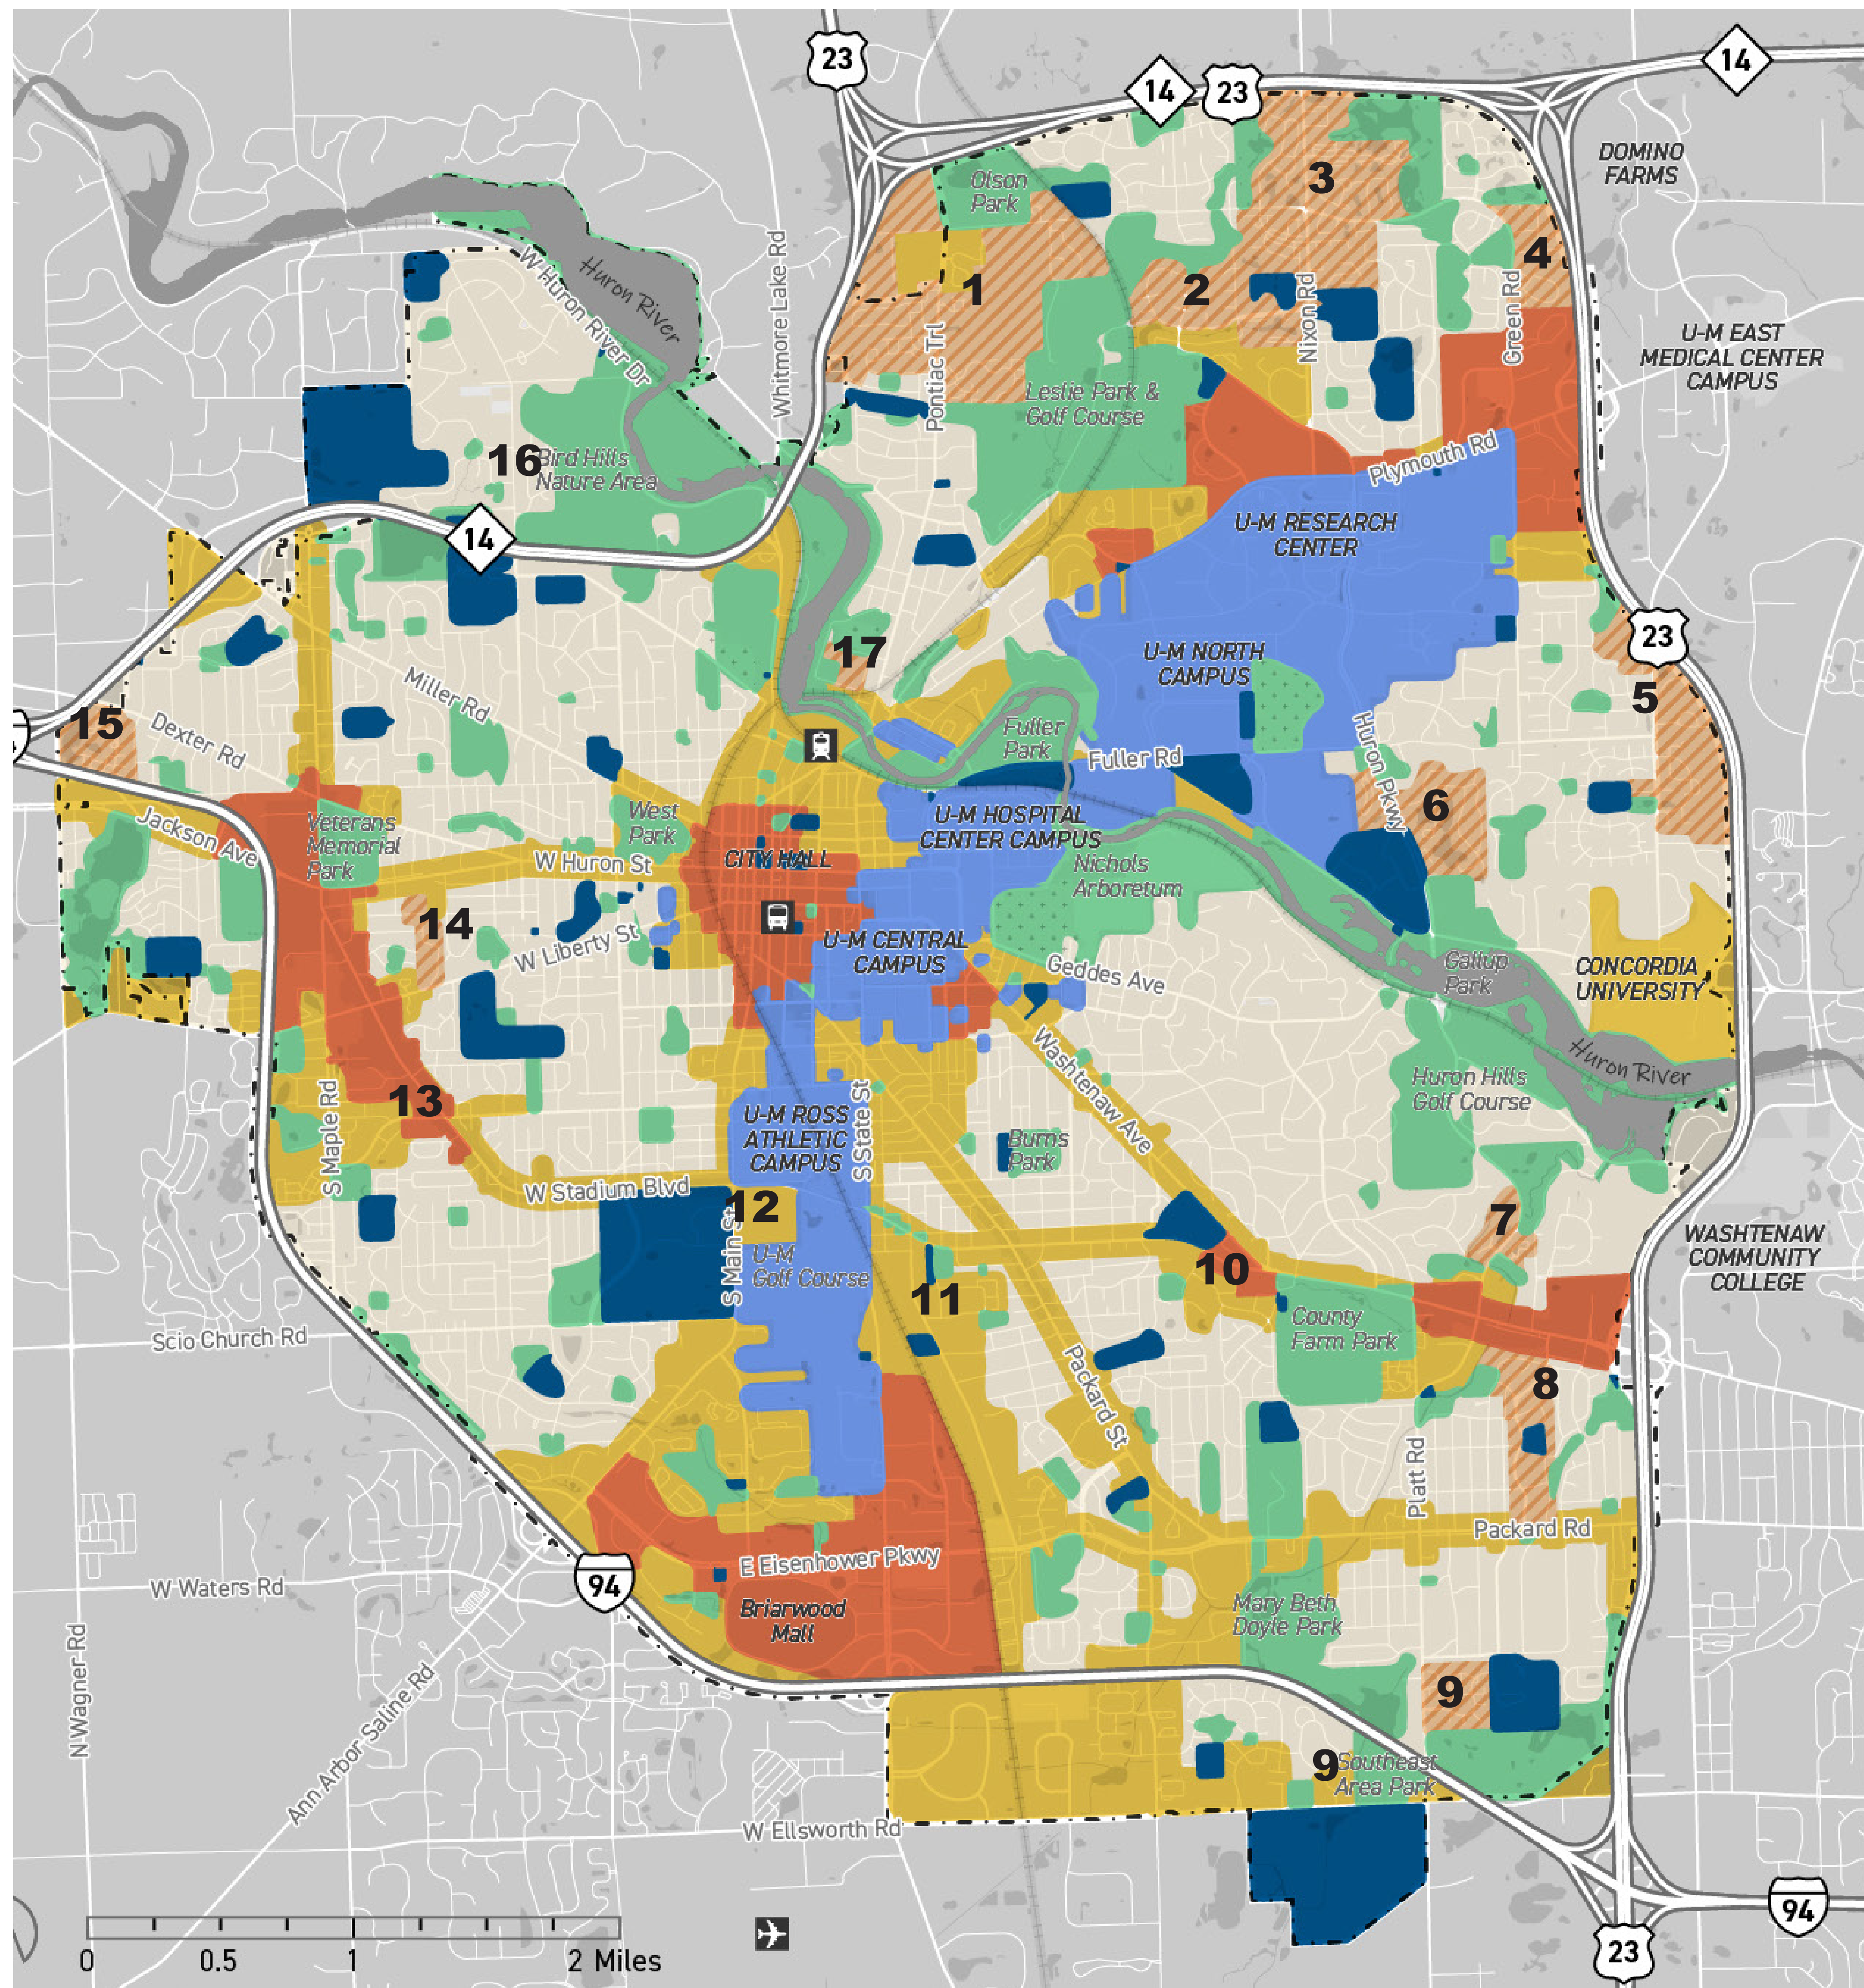 23
14
14
23
DOMINO
FARMS
3
Olson
Park
4
1
2
Whitmore Lake Rd
W Huron River Dr
Huron River
Pontiac Trl
Nixon Rd
Green Rd
U-M EAST
MEDICAL CENTER
CAMPUS
Leslie Park &
Golf Course
16
Bird Hills
Nature Area
Plymouth Rd
14
U-M RESEARCH
CENTER
23
17
U-M NORTH
CAMPUS
5
Miller Rd
15
Dexter Rd
Fuller
Park
Fuller Rd
Huron Pkwy
6
Jackson Ave
Veterans
Memorial
Park
West
Park
U-M HOSPITAL
CENTER CAMPUS
W Huron St
CITY HALL
Nichols
Arboretum
14
W Liberty St
U-M CENTRAL
CAMPUS
Geddes Ave
Gallup
Park
CONCORDIA
UNIVERSITY
Washtenaw Ave
Huron River
Huron Hills
Golf Course
13
S Maple Rd
U-M ROSS
ATHLETIC
CAMPUS
S State St
Burns
Park
W Stadium Blvd
12
S Main St
U-M
Golf Course
7
WASHTENAW
COMMUNITY
COLLEGE
10
11
County
Farm Park
Scio Church Rd
Packard St
8
Platt Rd
Packard Rd
E Eisenhower Pkwy
94
W Waters Rd
Briarwood
Mall
Mary Beth
Doyle Park
N Wagner Rd
Ann Arbor Saline Rd
9
9
Southeast
Area Park
W Ellsworth Rd
94
23
0 0.5 1 2 Miles